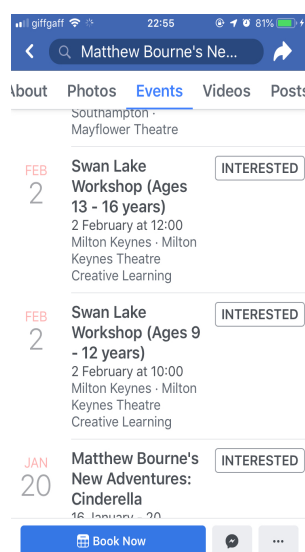 giffgaff 22:55 81%
Matthew Bourne's Ne...
About Photos Events Videos Posts
Southampton ·
Mayflower Theatre
FEB
2
Swan Lake
Workshop (Ages
13 - 16 years)
2 February at 12:00
Milton Keynes · Milton
Keynes Theatre
Creative Learning
INTERESTED
FEB
2
Swan Lake
Workshop (Ages 9
- 12 years)
2 February at 10:00
Milton Keynes · Milton
Keynes Theatre
Creative Learning
INTERESTED
JAN
20
Matthew Bourne's
New Adventures:
Cinderella
16 January - 20
INTERESTED
Book Now